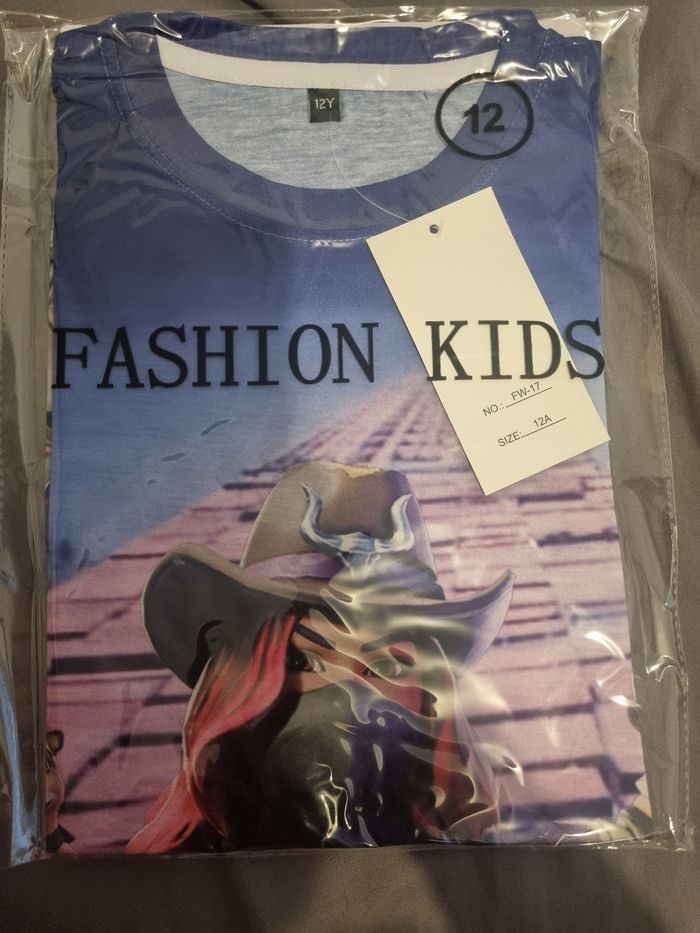 12Y
12
FASHION KIDS
NO.: FW-17
SIZE: 12A